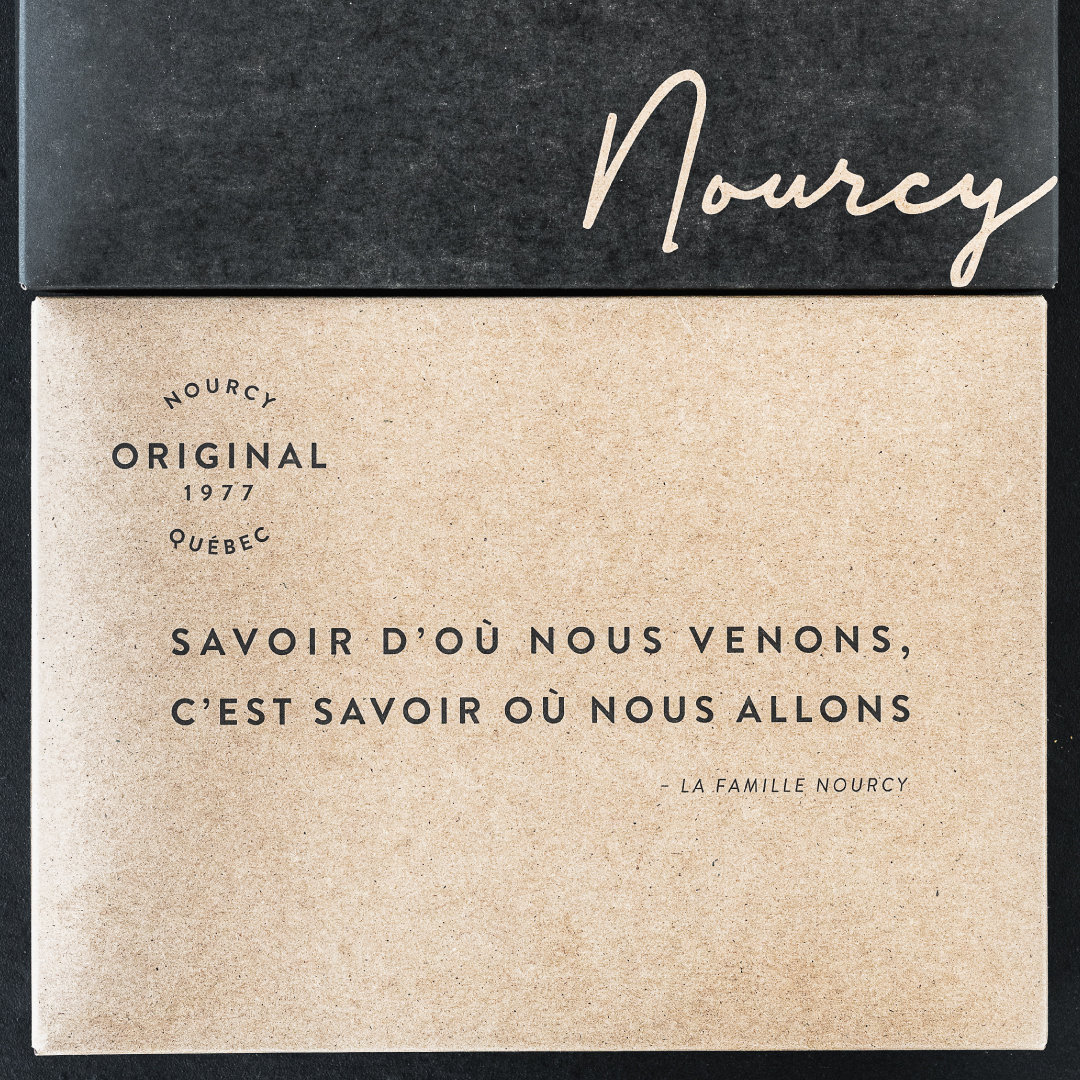 Nourcy
NOURCY
ORIGINAL
1977
QUÉBEC
SAVOIR D’OÙ NOUS VENONS,
C’EST SAVOIR OÙ NOUS ALLONS
– LA FAMILLE NOURCY